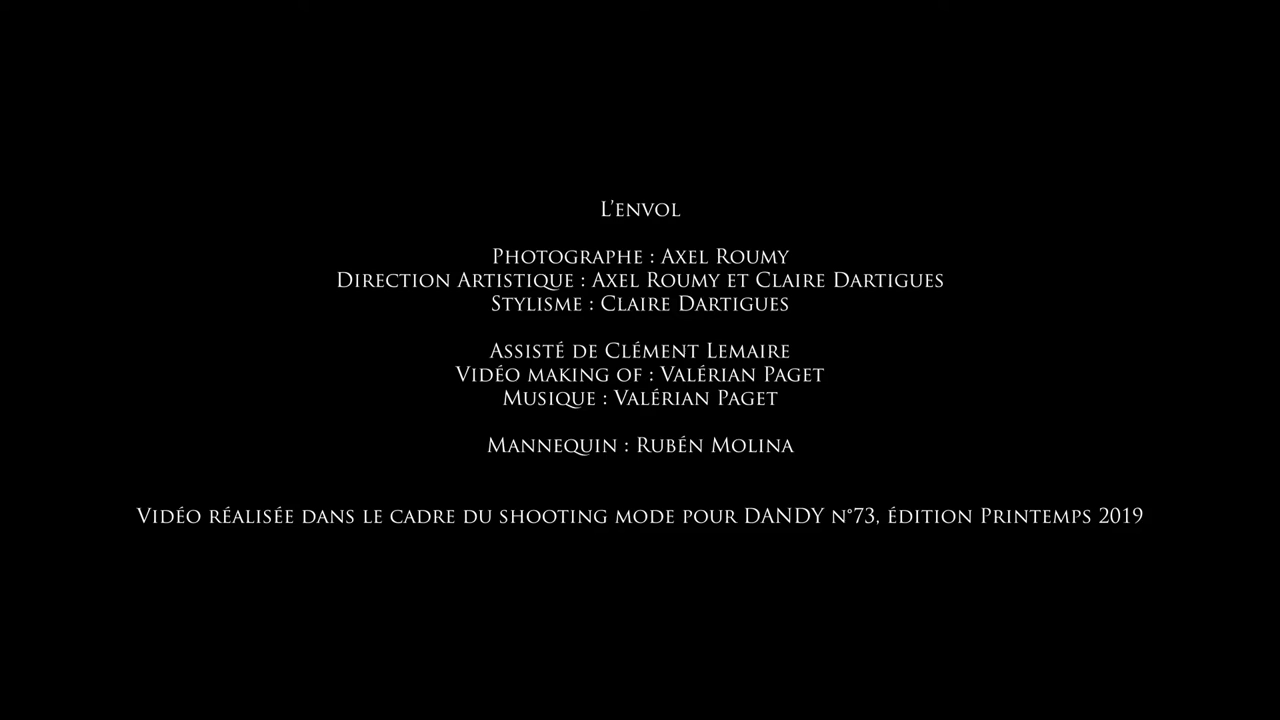 L'envol
Photographe : Axel Roumy
Direction Artistique : Axel Roumy et Claire Dartigues
Stylisme : Claire Dartigues
Assisté de Clément Lemaire
Vidéo making of : Valérian Paget
Musique : Valérian Paget
Mannequin : Rubén Molina
Vidéo réalisée dans le cadre du shooting mode pour DANDY n°73, édition Printemps 2019